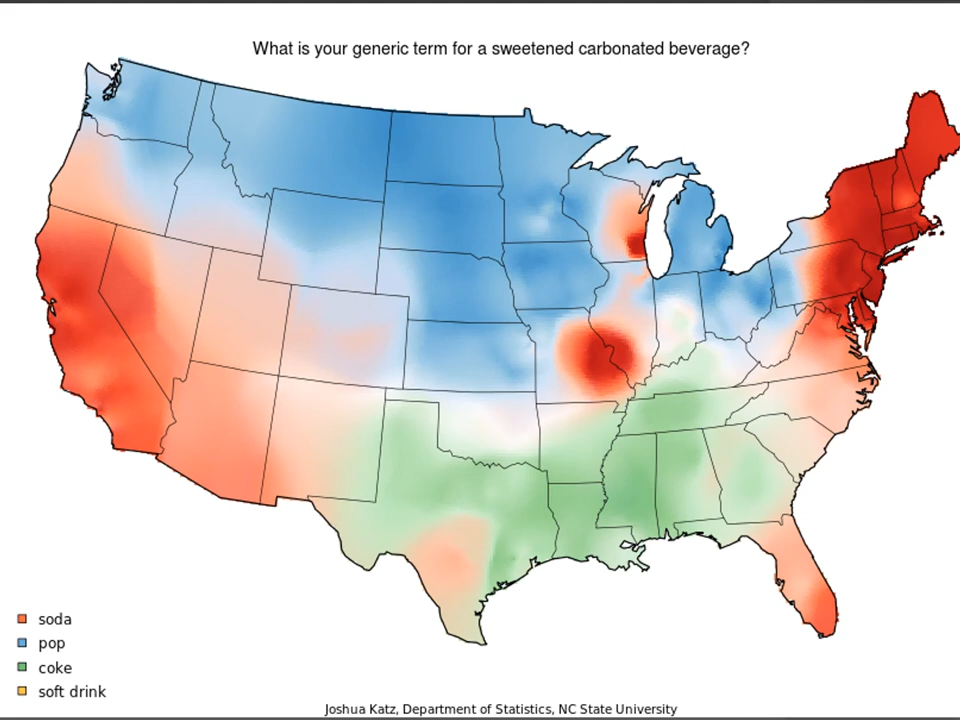 What is your generic term for a sweetened carbonated beverage?
soda
pop
coke
soft drink
Joshua Katz, Department of Statistics, NC State University